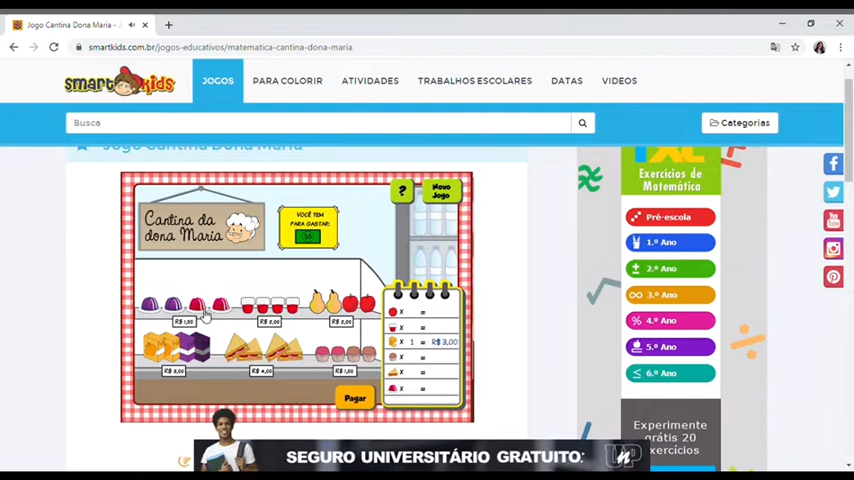 Jogo Cantina Dona Maria - J
smartkids.com.br/jogos-educativos/matematica-cantina-dona-maria
smart kids
JOGOS
PARA COLORIR
ATIVIDADES
TRABALHOS ESCOLARES
DATAS
VIDEOS
Busca
Categorias
Jogo Cantina Dona Maria
Cantina da
dona Maria
VOCÊ TEM
PARA GASTAR:
?
Novo
Jogo
R$ 1,00
R$ 2,00
R$ 2,00
R$ 3,00
R$ 4,00
R$ 1,00
x =
x =
x 1 = R$3,00
x =
x =
x =
Pagar
Exercícios de
Matemática
Pré-escola
1.º Ano
2.º Ano
3.º Ano
4.º Ano
5.º Ano
6.º Ano
Experimente
grátis 20
exercícios
SEGURO UNIVERSITÁRIO GRATUITO: